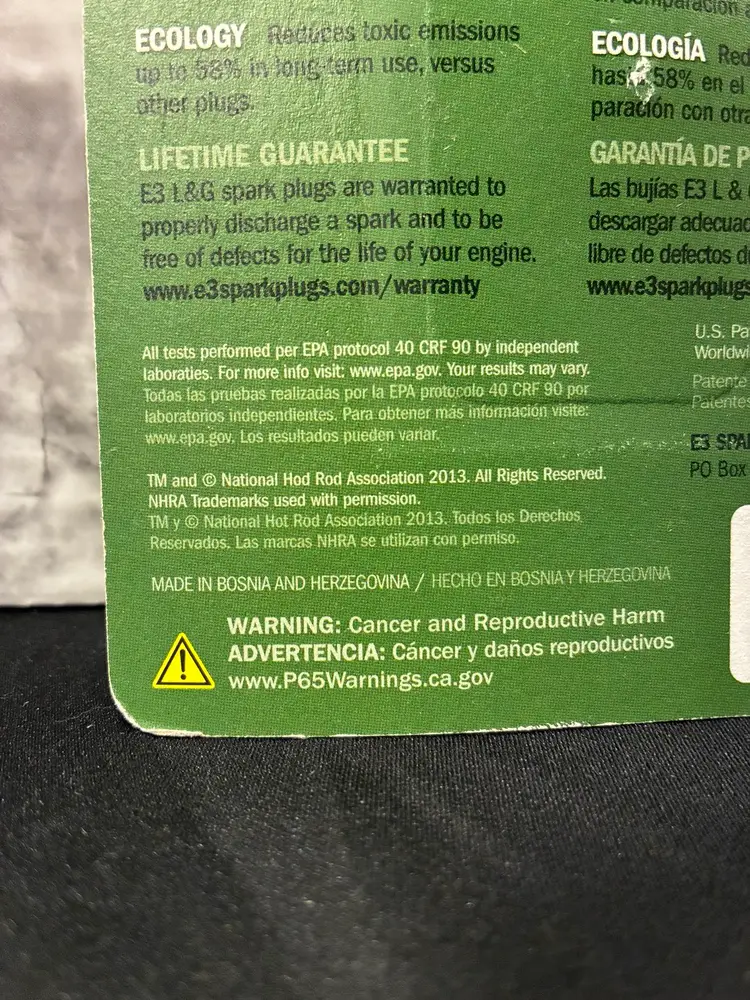 ECOLOGY Reduces toxic emissions
up to 58% in long-term use, versus
other plugs.
LIFETIME GUARANTEE
E3 L&G spark plugs are warranted to
properly discharge a spark and to be
free of defects for the life of your engine.
www.e3sparkplugs.com/warranty
All tests performed per EPA protocol 40 CRF 90 by independent
laboraties. For more info visit: www.epa.gov. Your results may vary.
Todas las pruebas realizadas por la EPA protocolo 40 CRF 90 por
laboratorios independientes. Para obtener más información visite:
www.epa.gov. Los resultados pueden variar.
TM and © National Hod Rod Association 2013. All Rights Reserved.
NHRA Trademarks used with permission.
TM y © National Hot Rod Association 2013. Todos los Derechos
Reservados. Las marcas NHRA se utilizan con permiso.
MADE IN BOSNIA AND HERZEGOVINA / HECHO EN BOSNIA Y HERZEGOVINA
WARNING: Cancer and Reproductive Harm
ADVERTENCIA: Cáncer y daños reproductivos
www.P65Warnings.ca.gov
comparación
ECOLOGÍA Red
hasta 58% en el
paración con otra
GARANTÍA DE P
Las bujías E3 L &
descargar adecuad
libre de defectos d
www.e3sparkplugs
U.S. Pa
Worldwi
Patente
Patentes
E3 SPA
PO Box